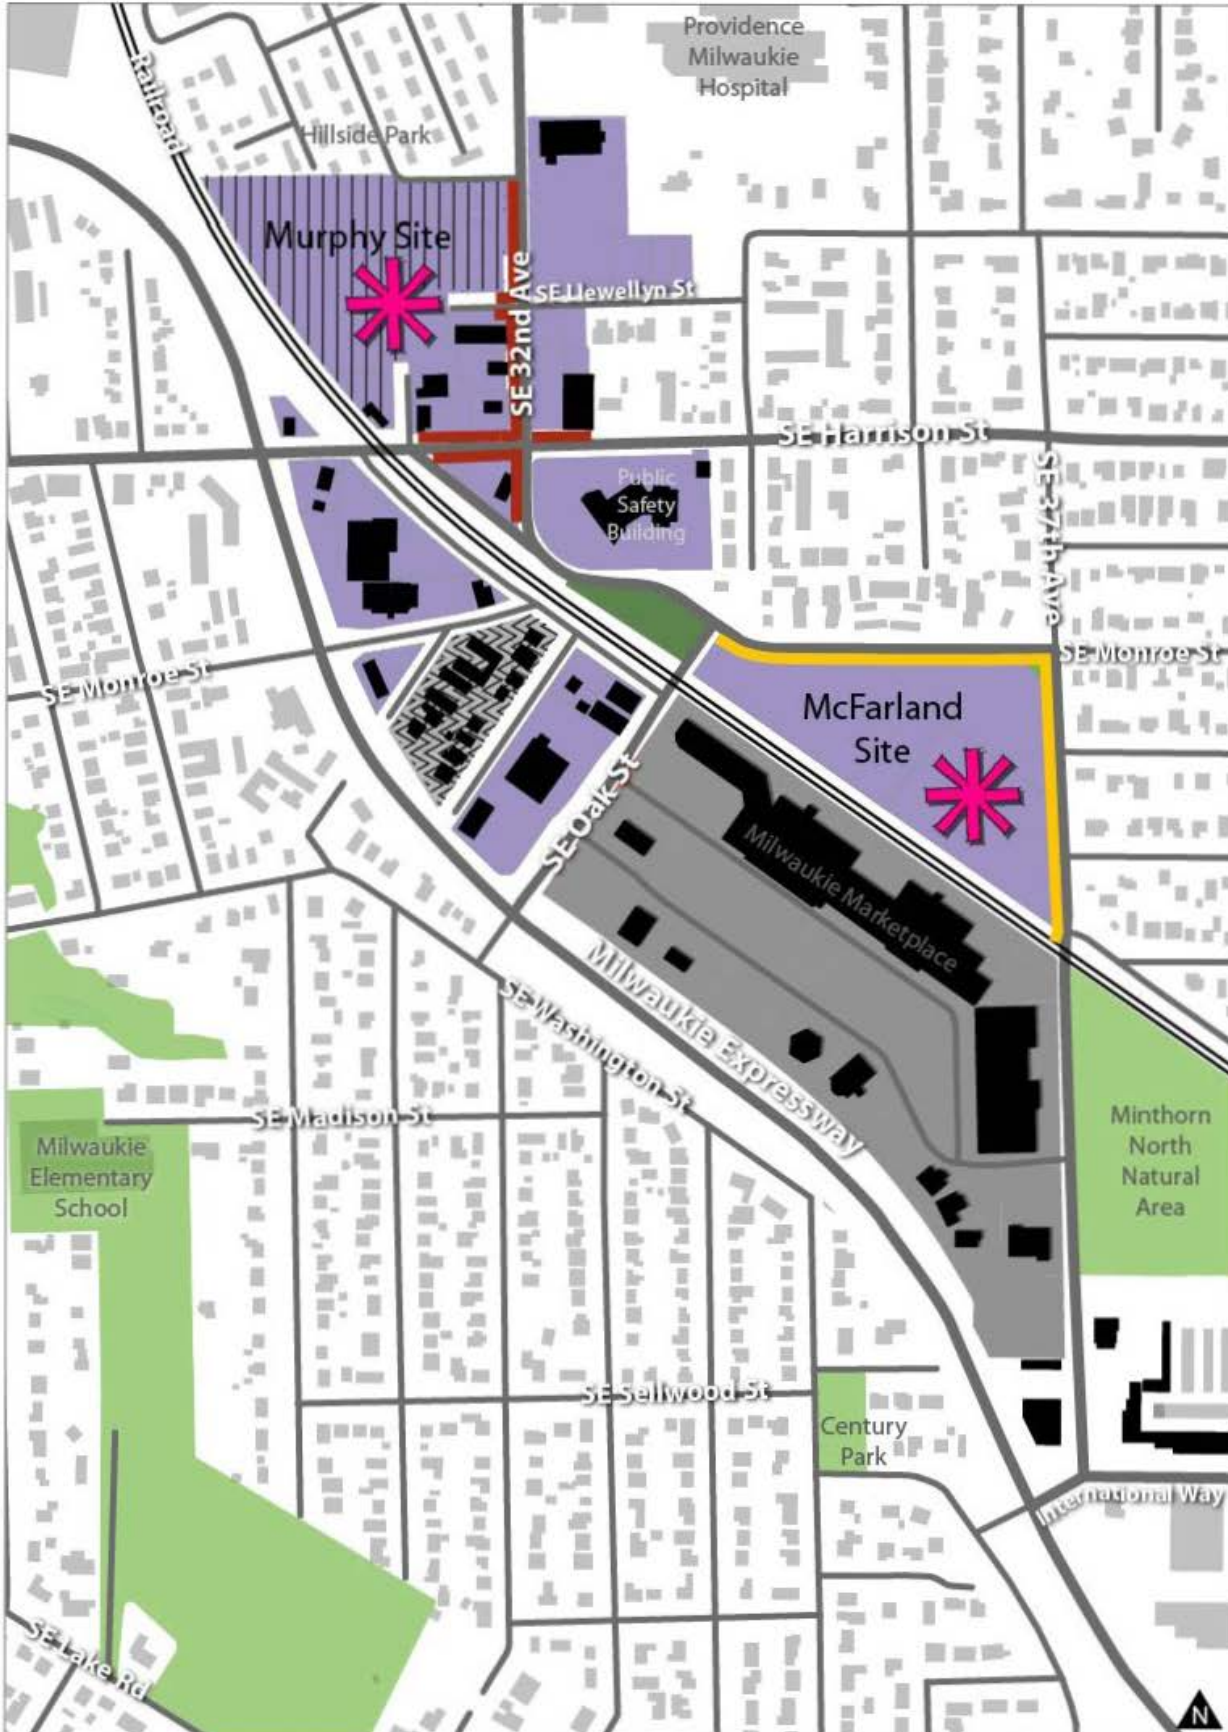 Providence
Milwaukie
Hospital
Railroad
Hillside Park
Murphy Site
SE Llewellyn St
SE 32nd Ave
SE Harrison St
Public
Safety
Building
SE 37th Ave
SE Monroe St
SE Monroe St
McFarland
Site
SE Oak St
Milwaukie Marketplace
Milwaukie Expressway
SE Washington St
SE Madison St
Milwaukie
Elementary
School
Minthorn
North
Natural
Area
SE Sellwood St
Century
Park
International Way
SE Lake Rd
N